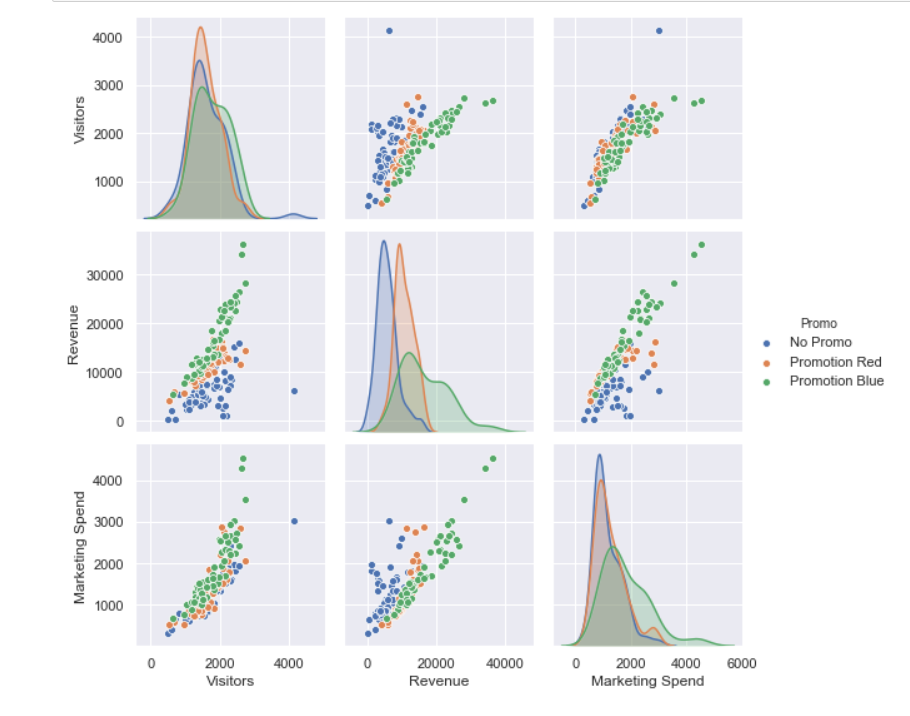 4000
3000
2000
1000
Visitors
30000
20000
10000
0
Revenue
Promo
No Promo
Promotion Red
Promotion Blue
4000
3000
2000
1000
Marketing Spend
0 2000 4000
Visitors
0 20000 40000
Revenue
0 2000 4000 6000
Marketing Spend